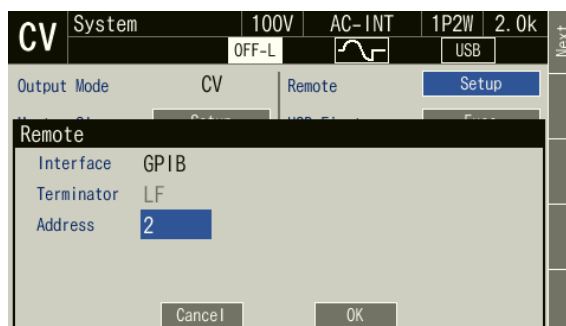 CV System 100V AC-INT 1P2W 2.0k
OFF-L USB
Next
Output Mode CV Remote Setup
Remote
Interface GPIB
Terminator LF
Address 2
Cancel OK